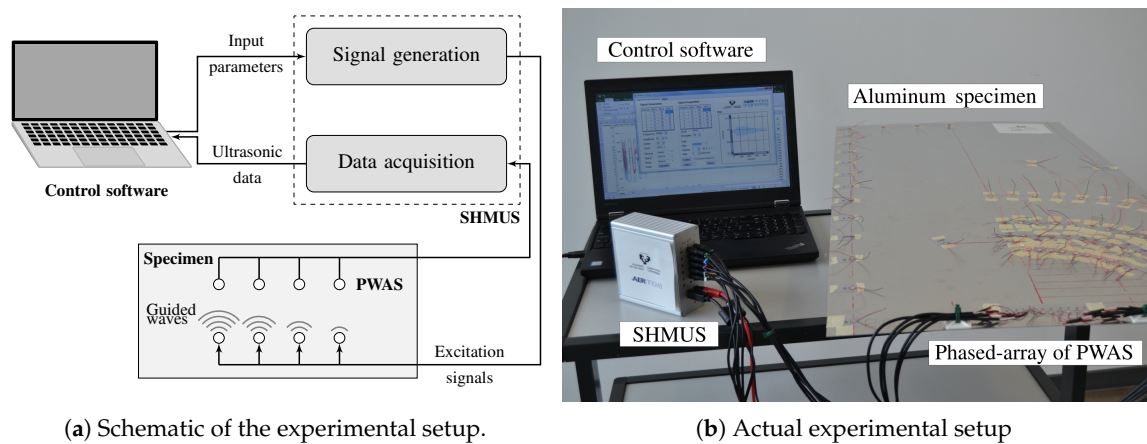 Input
parameters
Signal generation
Ultrasonic
data
Data acquisition
Control software
SHMUS
Specimen
PWAS
Guided
waves
Excitation
signals
(a) Schematic of the experimental setup.
Control software
Aluminum specimen
AERnnova
SHMUS
Phased-array of PWAS
(b) Actual experimental setup